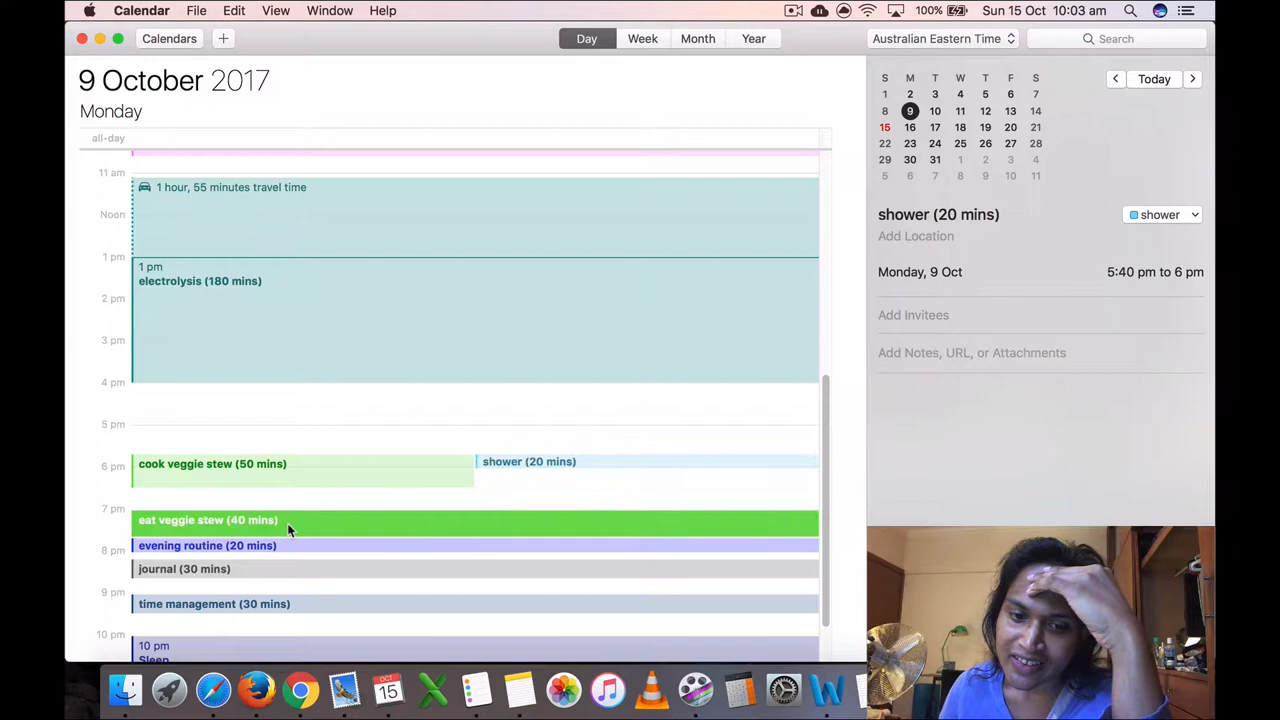 Calendar File Edit View Window Help 100% Sun 15 Oct 10:03 am
Calendars + Day Week Month Year Australian Eastern Time Search
9 October 2017
Monday
all-day
11 am
1 hour, 55 minutes travel time
Noon
1 pm
1 pm
electrolysis (180 mins)
2 pm
3 pm
4 pm
5 pm
6 pm
cook veggie stew (50 mins)
shower (20 mins)
7 pm
eat veggie stew (40 mins)
evening routine (20 mins)
8 pm
journal (30 mins)
9 pm
time management (30 mins)
10 pm
10 pm
Sleep
S M T W T F S
Today
1 2 3 4 5 6 7
8 9 10 11 12 13 14
15 16 17 18 19 20 21
22 23 24 25 26 27 28
29 30 31 1 2 3 4
5 6 7 8 9 10 11
shower (20 mins) shower
Add Location
Monday, 9 Oct 5:40 pm to 6 pm
Add Invitees
Add Notes, URL, or Attachments
OCT
15